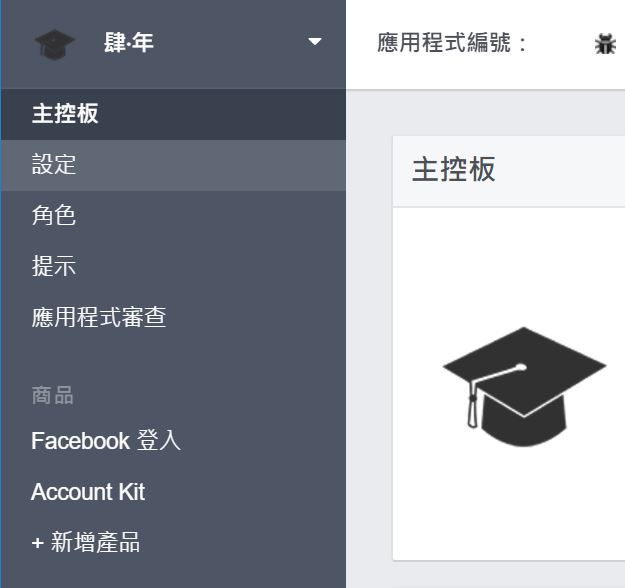 肆·年
應用程式編號：
主控板
設定
角色
提示
應用程式審查
商品
Facebook 登入
Account Kit
+ 新增產品
主控板